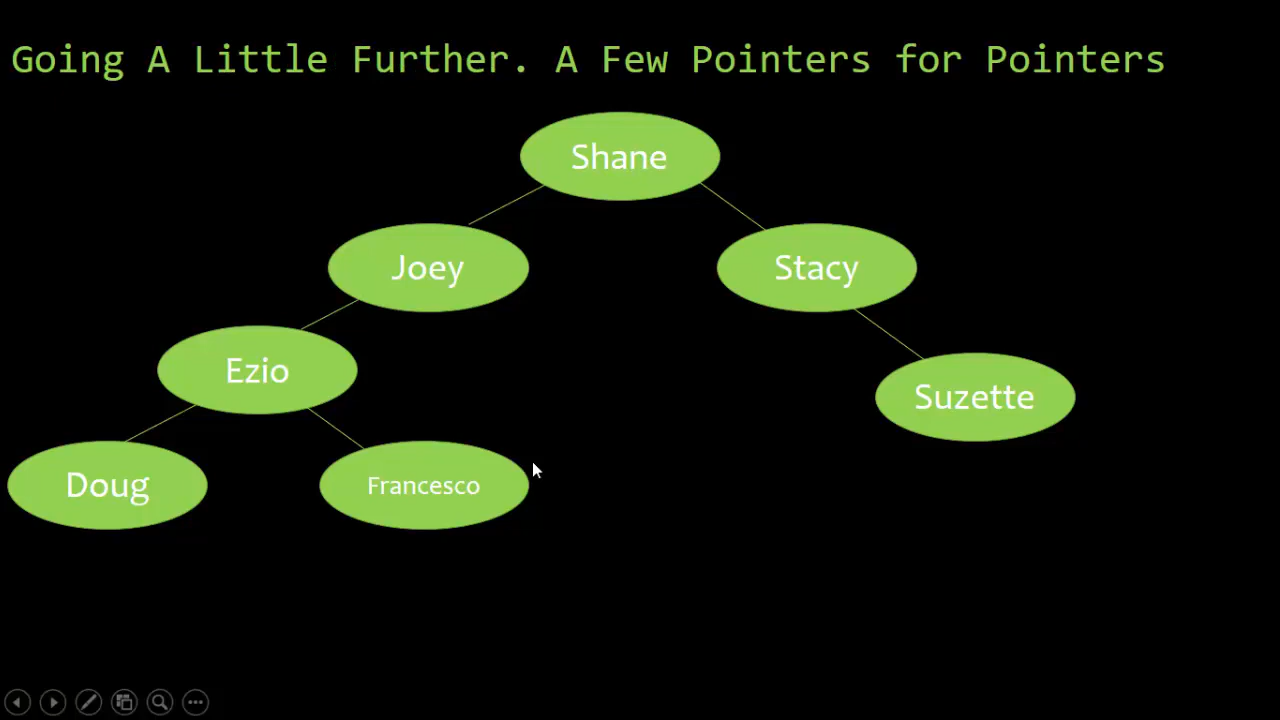 Going A Little Further. A Few Pointers for Pointers
Shane
Joey
Stacy
Ezio
Suzette
Doug
Francesco